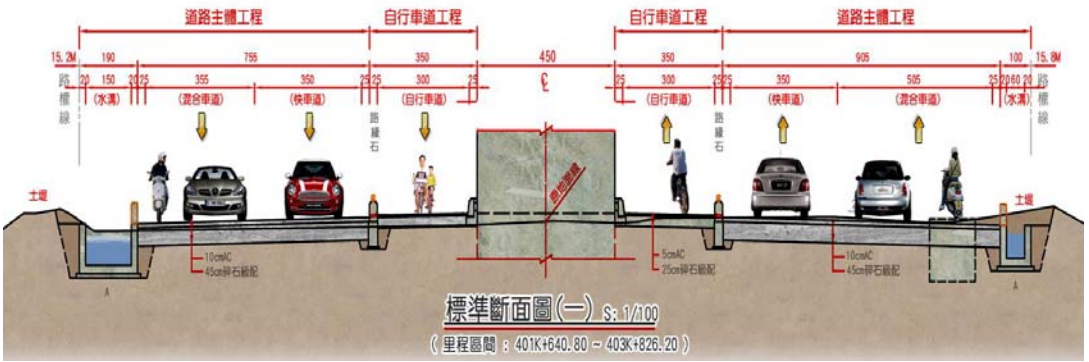 道路主體工程 自行車道工程 自行車道工程 道路主體工程
15.2M 190 755 350 450 350 905 100 15.8M
20 150 20 25 355 350 25 300 25 ℄ 25 300 25 350 505 25 20 60 20
(水溝) (混合車道) (快車道) (自行車道) (自行車道) (快車道) (混合車道) (水溝)
路權線
路緣石
路緣石
路權線
土堤
土堤
10cmAC
45cm碎石級配
5cmAC
25cm碎石級配
10cmAC
45cm碎石級配
A
A
標準斷面圖(一) S: 1/100
( 里程區間 : 401K+640.80 ~ 403K+826.20 )